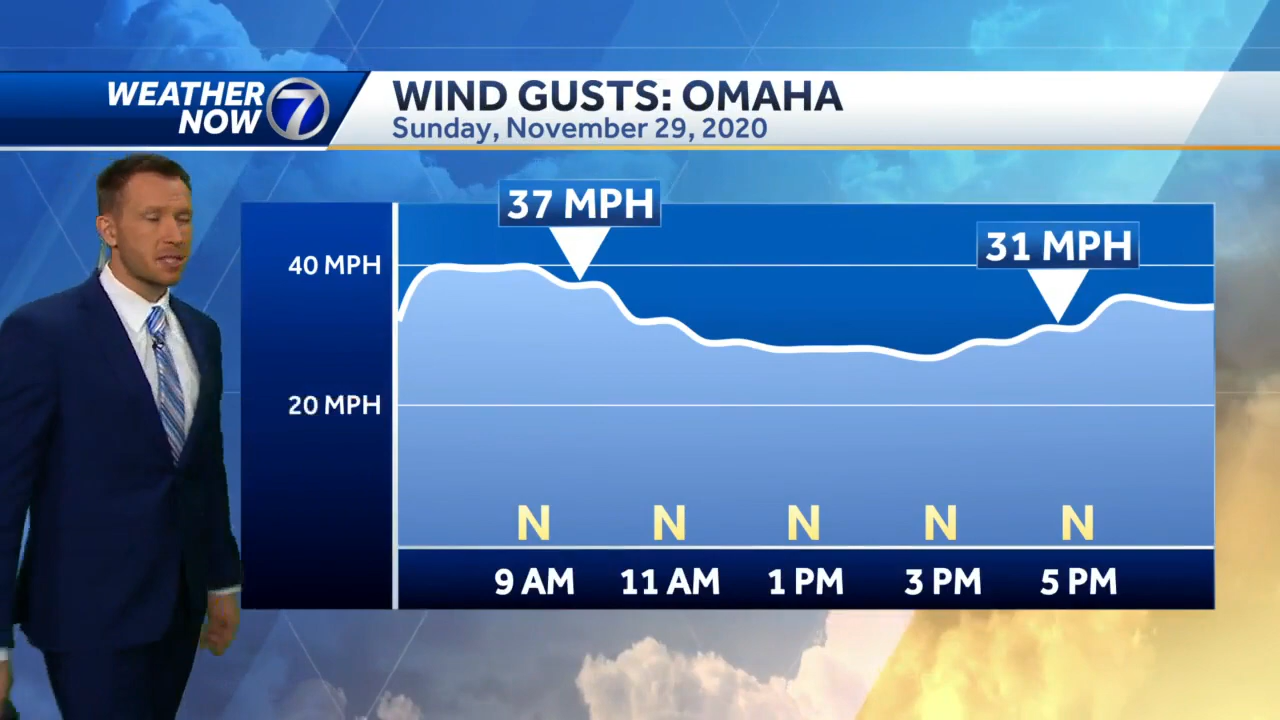 WEATHER
NOW 7
WIND GUSTS: OMAHA
Sunday, November 29, 2020
37 MPH
31 MPH
40 MPH
20 MPH
N N N N N
9 AM 11 AM 1 PM 3 PM 5 PM